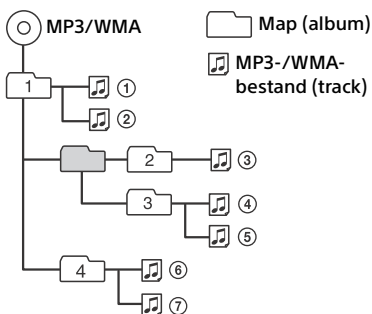 MP3/WMA
Map (album)
MP3-/WMA-
bestand (track)
1
①
②
2
③
3
④
⑤
4
⑥
⑦